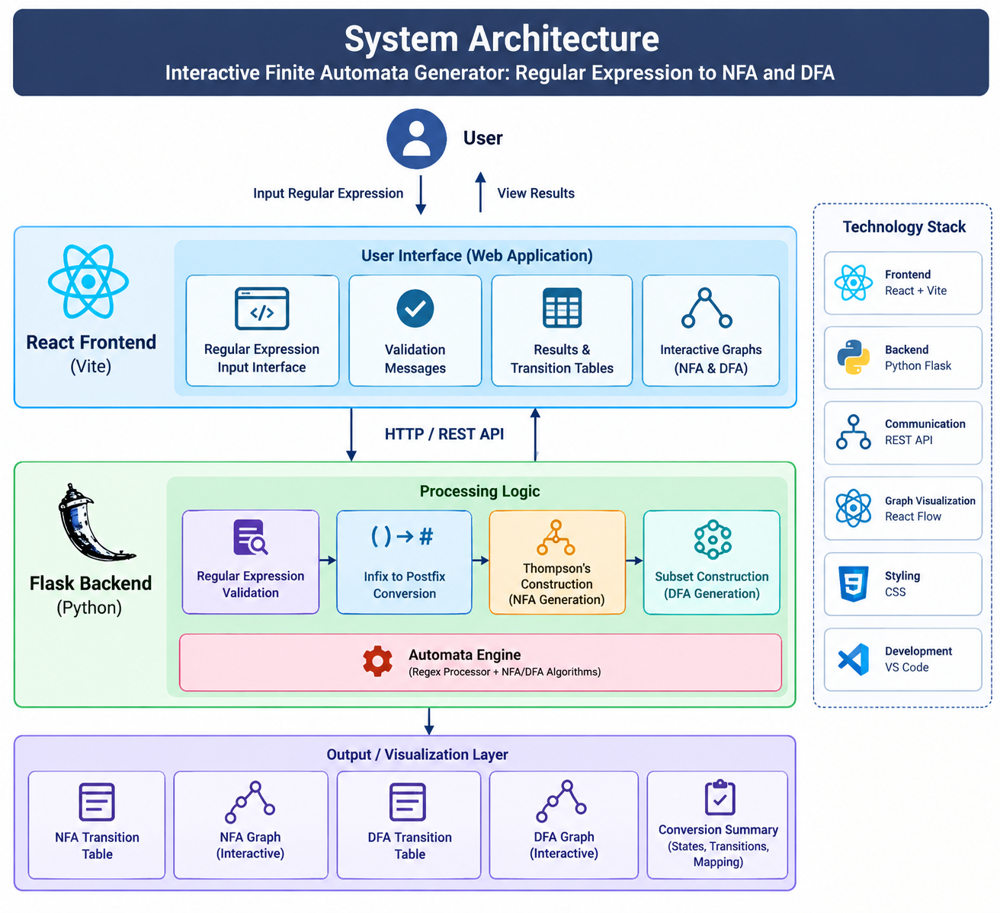 System Architecture
Interactive Finite Automata Generator: Regular Expression to NFA and DFA
User
Input Regular Expression
View Results
React Frontend
(Vite)
User Interface (Web Application)
</>
Regular Expression
Input Interface
Validation
Messages
Results &
Transition Tables
Interactive Graphs
(NFA & DFA)
HTTP / REST API
Flask Backend
(Python)
Processing Logic
Regular Expression
Validation
( ) → #
Infix to Postfix
Conversion
Thompson's
Construction
(NFA Generation)
Subset Construction
(DFA Generation)
Automata Engine
(Regex Processor + NFA/DFA Algorithms)
Output / Visualization Layer
NFA Transition
Table
NFA Graph
(Interactive)
DFA Transition
Table
DFA Graph
(Interactive)
Conversion Summary
(States, Transitions,
Mapping)
Technology Stack
Frontend
React + Vite
Backend
Python Flask
Communication
REST API
Graph Visualization
React Flow
Styling
CSS
Development
VS Code